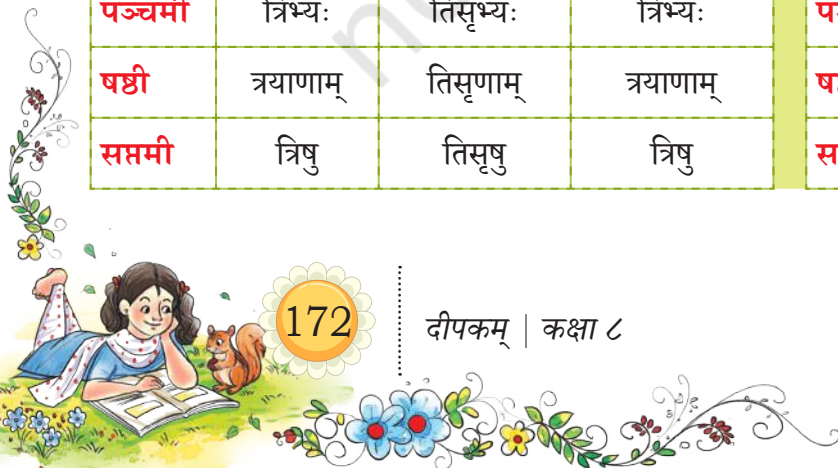 पञ्चमी त्रिभ्यः तिसृभ्यः त्रिभ्यः
षष्ठी त्रयाणाम् तिसृणाम् त्रयाणाम्
सप्तमी त्रिषु तिसृषु त्रिषु
172 दीपकम् | कक्षा ८